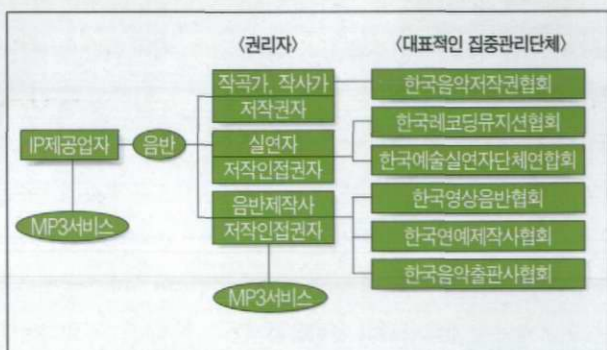 〈권리자〉
〈대표적인 집중관리단체〉
작곡가, 작사가
저작권자
한국음악저작권협회
IP제공업자
음반
실연자
저작인접권자
한국레코딩뮤지션협회
한국예술실연자단체연합회
음반제작사
저작인접권자
한국영상음반협회
한국연예제작사협회
한국음악출판사협회
MP3서비스
MP3서비스